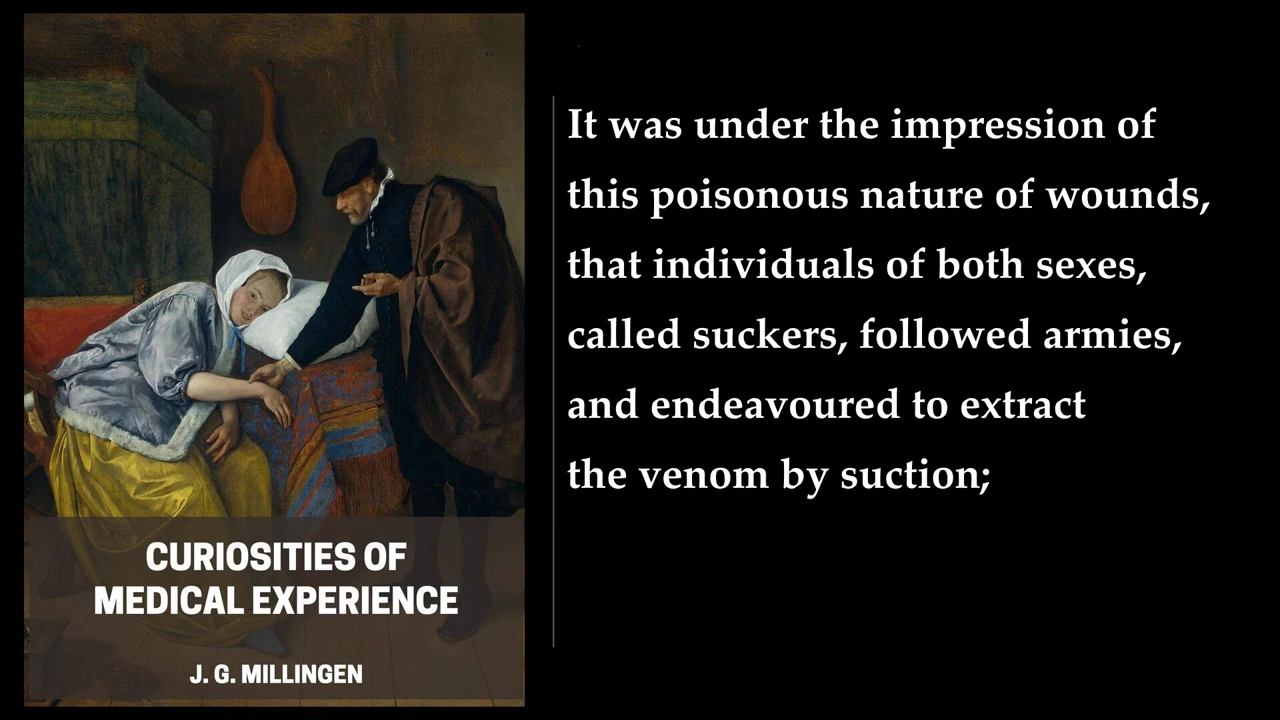 CURIOSITIES OF
MEDICAL EXPERIENCE
J. G. MILLINGEN
It was under the impression of
this poisonous nature of wounds,
that individuals of both sexes,
called suckers, followed armies,
and endeavoured to extract
the venom by suction;